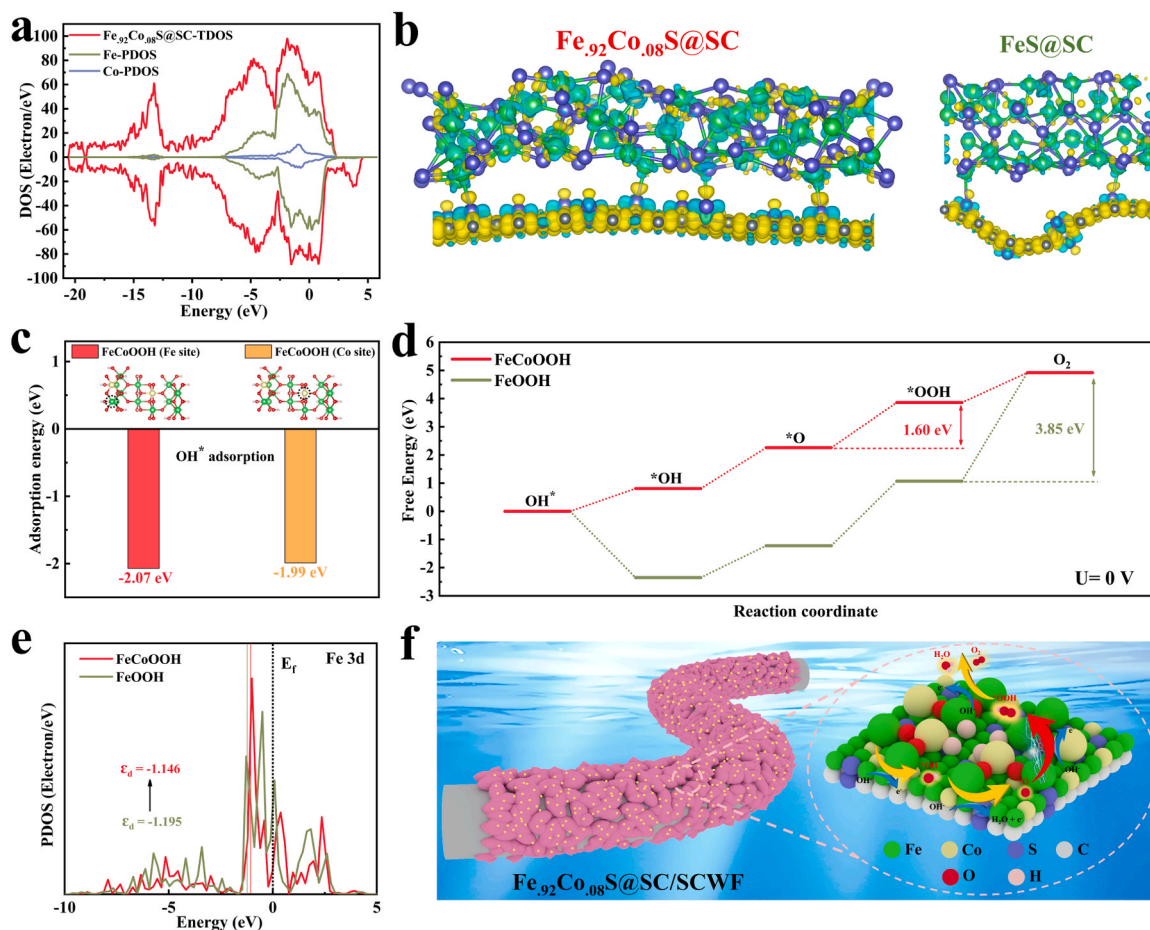 a
Fe.92Co.08S@SC-TDOS
Fe-PDOS
Co-PDOS
100
80
60
40
20
0
-20
-40
-60
-80
-100
DOS (Electron/eV)
-20
-15
-10
-5
0
5
Energy (eV)
b
Fe.92Co.08S@SC
FeS@SC
c
FeCoOOH (Fe site)
FeCoOOH (Co site)
1
0
-1
-2
Adsorption energy (eV)
OH* adsorption
-2.07 eV
-1.99 eV
d
FeCoOOH
FeOOH
6
5
4
3
2
1
0
-1
-2
-3
Free Energy (eV)
OH*
*OH
*O
*OOH
O2
1.60 eV
3.85 eV
U= 0 V
Reaction coordinate
e
FeCoOOH
FeOOH
Ef
Fe 3d
εd = -1.146
εd = -1.195
PDOS (Electron/eV)
-10
-5
0
5
Energy (eV)
f
Fe.92Co.08S@SC/SCWF
H2O
O2
e-
OOH
OH-
e-
OH-
OH-
e-
OH-
H2O + e-
Fe
Co
S
C
O
H